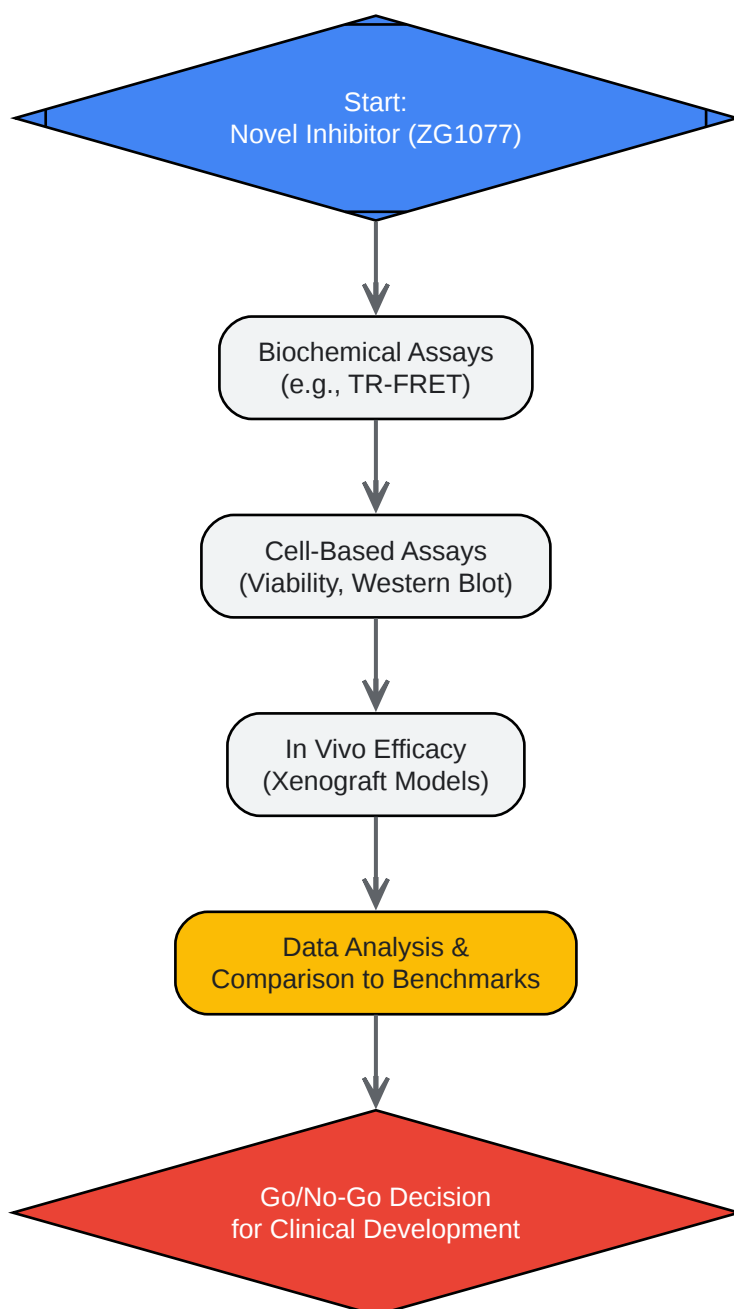 Start:
Novel Inhibitor (ZG1077)
Biochemical Assays
(e.g., TR-FRET)
Cell-Based Assays
(Viability, Western Blot)
In Vivo Efficacy
(Xenograft Models)
Data Analysis &
Comparison to Benchmarks
Go/No-Go Decision
for Clinical Development